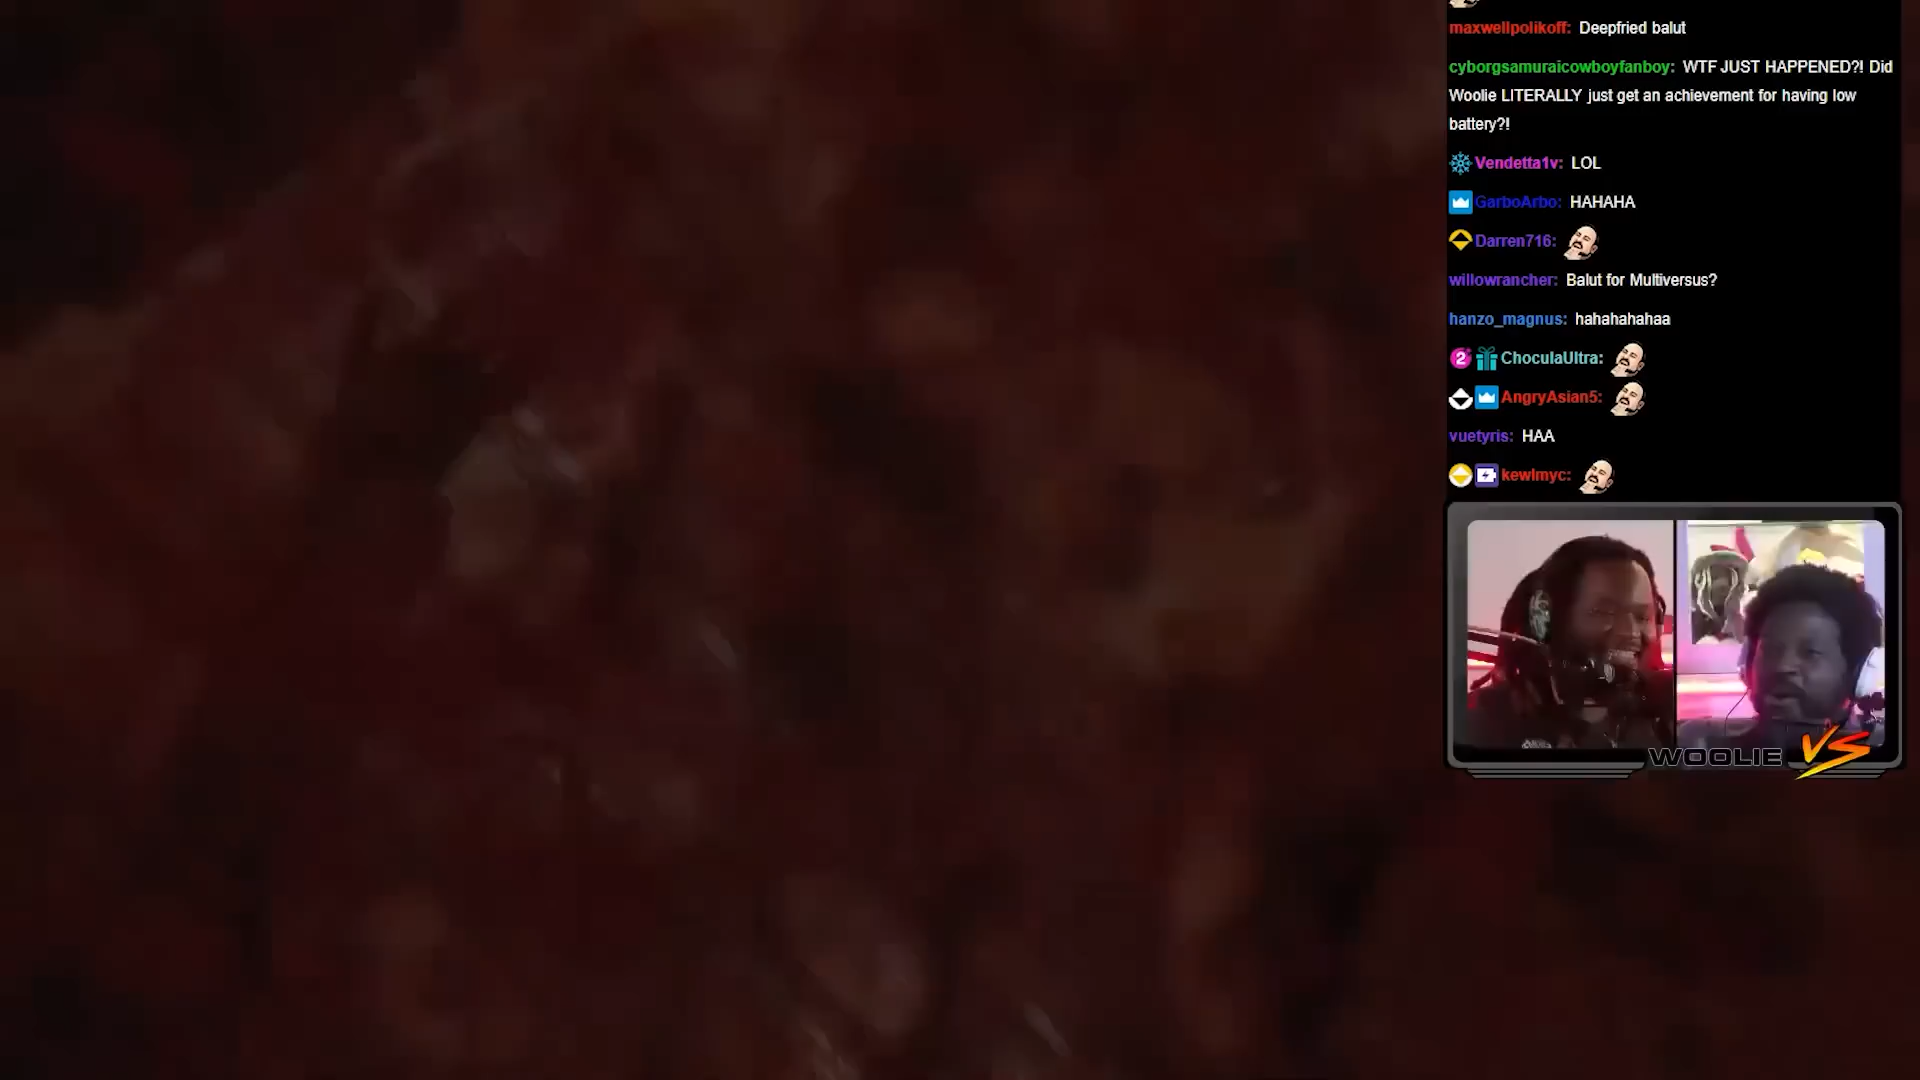 maxwellpolikoff: Deepfried balut
cyborgsamuraicowboyfanboy: WTF JUST HAPPENED?! Did
Woolie LITERALLY just get an achievement for having low
battery?!
Vendetta1v: LOL
GarboArbo: HAHAHA
Darren716:
willowrancher: Balut for Multiversus?
hanzo_magnus: hahahahahaa
2 ChoculaUltra:
AngryAsian5:
vuetyris: HAA
kewlmyc:
WOOLIE VS